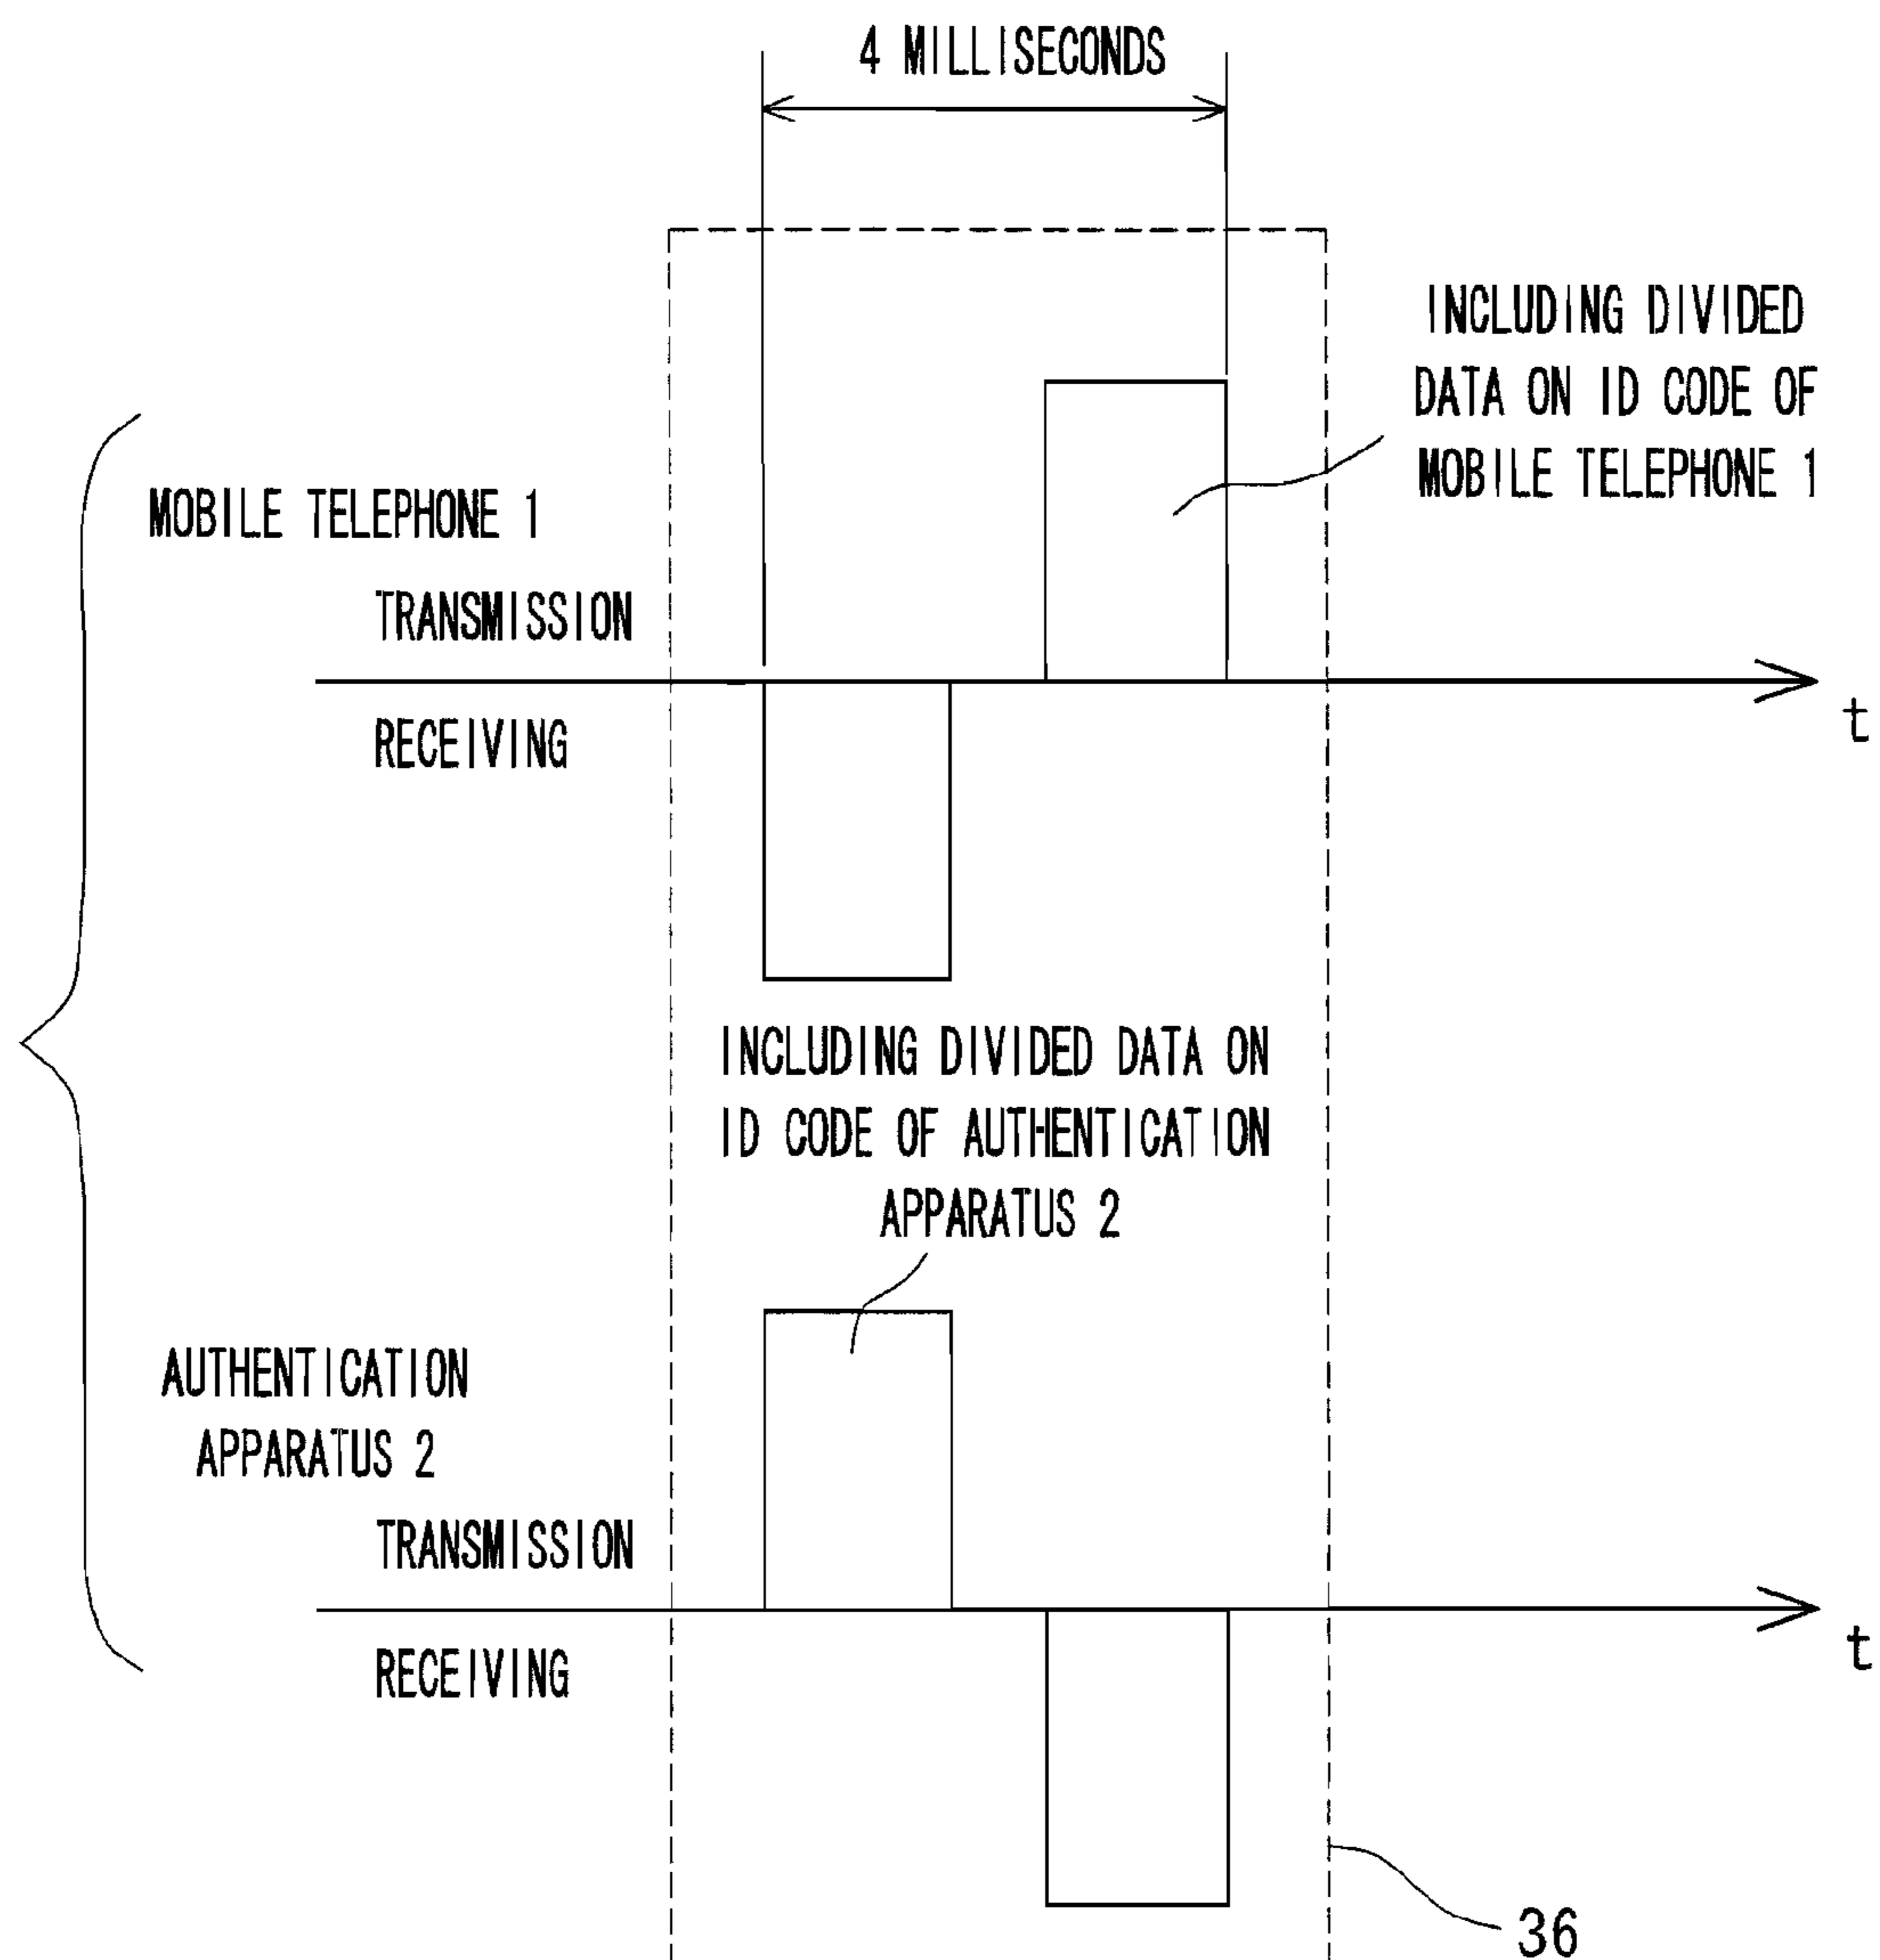 4 MILLISECONDS
INCLUDING DIVIDED
DATA ON ID CODE OF
MOBILE TELEPHONE 1
MOBILE TELEPHONE 1
TRANSMISSION
t
RECEIVING
INCLUDING DIVIDED DATA ON
ID CODE OF AUTHENTICATION
APPARATUS 2
AUTHENTICATION
APPARATUS 2
TRANSMISSION
t
RECEIVING
36